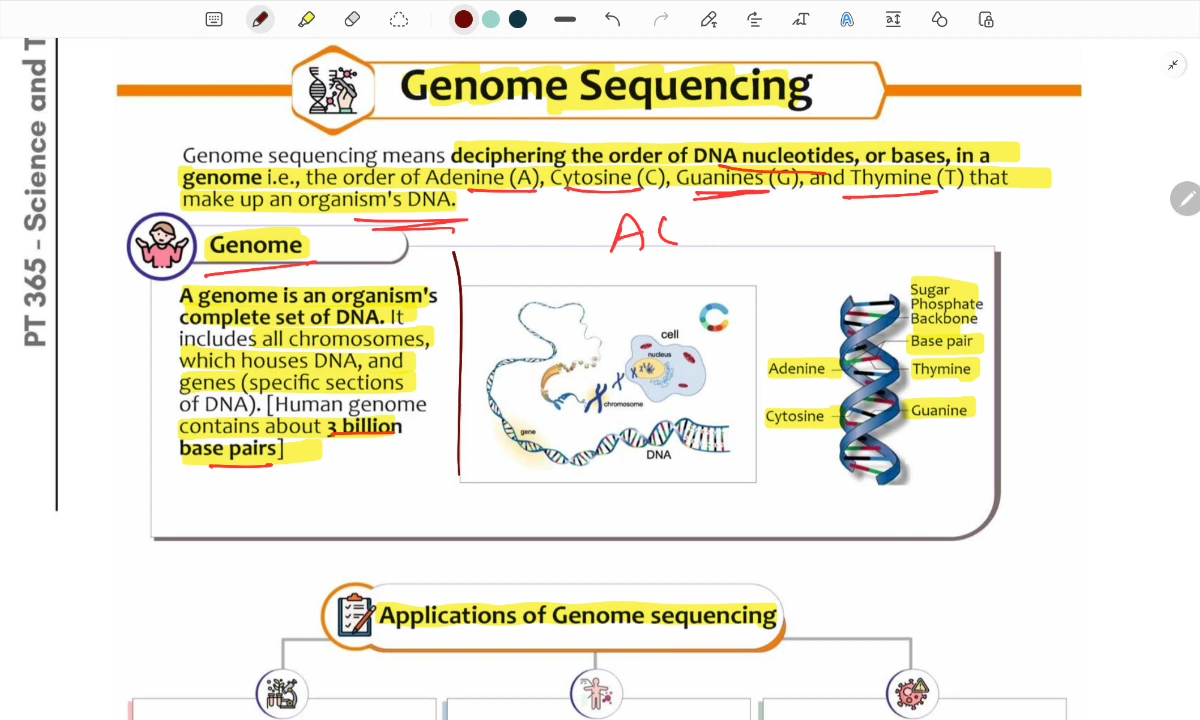 PT 365 - Science and T
Genome Sequencing
Genome sequencing means deciphering the order of DNA nucleotides, or bases, in a
genome i.e., the order of Adenine (A), Cytosine (C), Guanines (G), and Thymine (T) that
make up an organism's DNA.
AC
Genome
A genome is an organism's
complete set of DNA. It
includes all chromosomes,
which houses DNA, and
genes (specific sections
of DNA). [Human genome
contains about 3 billion
base pairs]
cell
nucleus
chromosome
gene
DNA
Sugar
Phosphate
Backbone
Base pair
Adenine
Thymine
Cytosine
Guanine
Applications of Genome sequencing